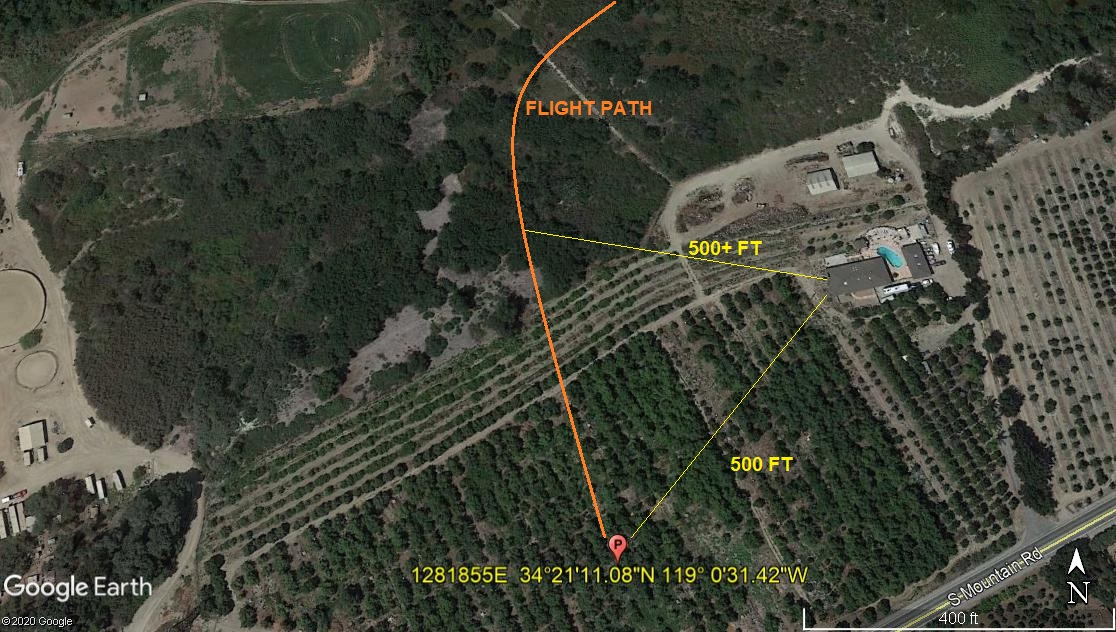 FLIGHT PATH
500+ FT
500 FT
1281855E 34°21'11.08"N 119° 0'31.42"W
S Mountain Rd
Google Earth
N
400 ft
©2020 Google
P